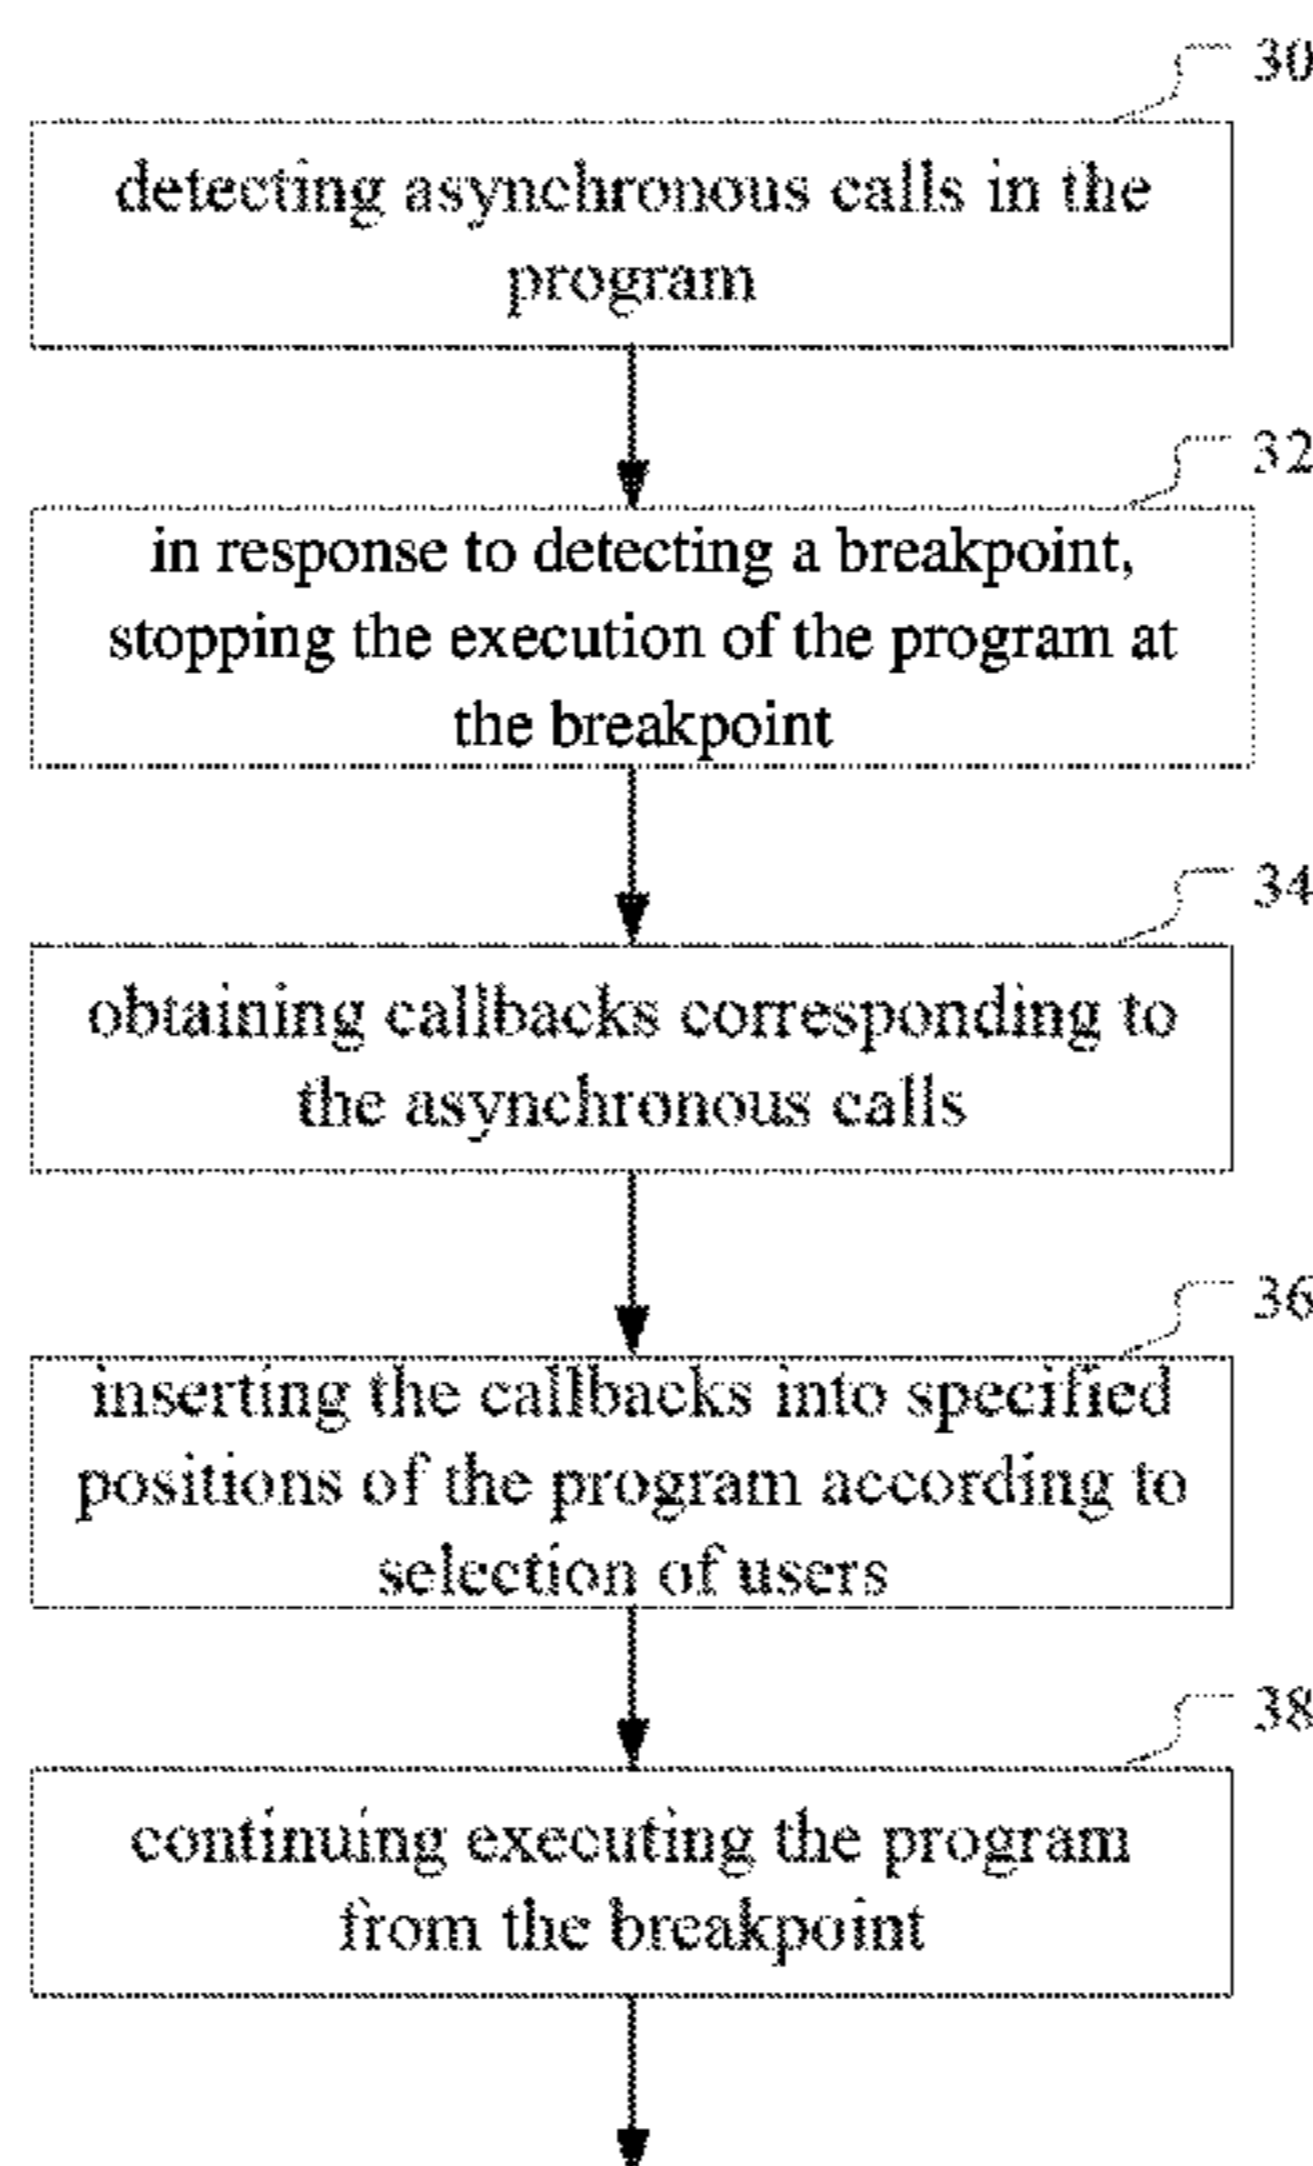 30
detecting asynchronous calls in the
program
32
in response to detecting a breakpoint,
stopping the execution of the program at
the breakpoint
34
obtaining callbacks corresponding to
the asynchronous calls
36
inserting the callbacks into specified
positions of the program according to
selection of users
38
continuing executing the program
from the breakpoint